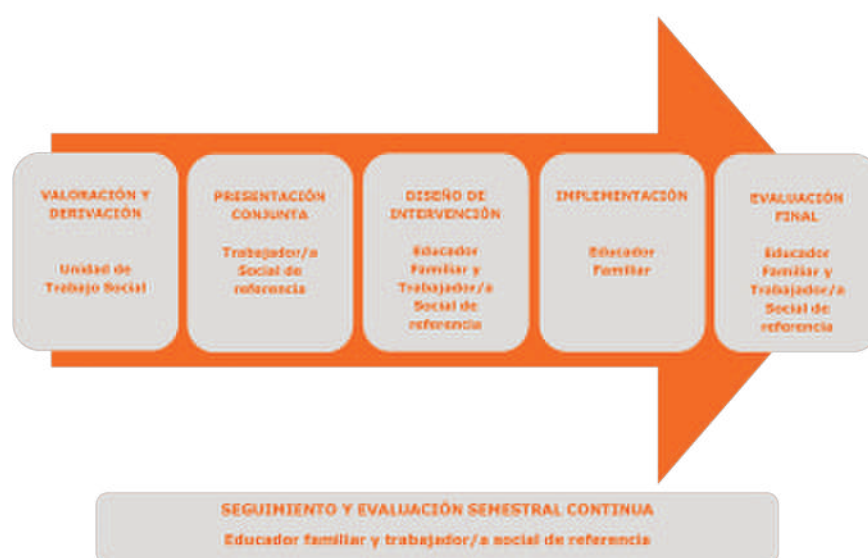 VALORACIÓN Y
DERIVACIÓN
Unidad de
Trabajo Social
PRESENTACIÓN
CONJUNTA
Trabajador/a
Social de
referencia
DISEÑO DE
INTERVENCIÓN
Educador
Familiar y
Trabajador/a
Social de
referencia
IMPLEMENTACIÓN
Educador
Familiar
EVALUACIÓN
FINAL
Educador
Familiar y
Trabajador/a
Social de
referencia
SEGUIMIENTO Y EVALUACIÓN SEMESTRAL CONTINUA
Educador familiar y trabajador/a social de referencia